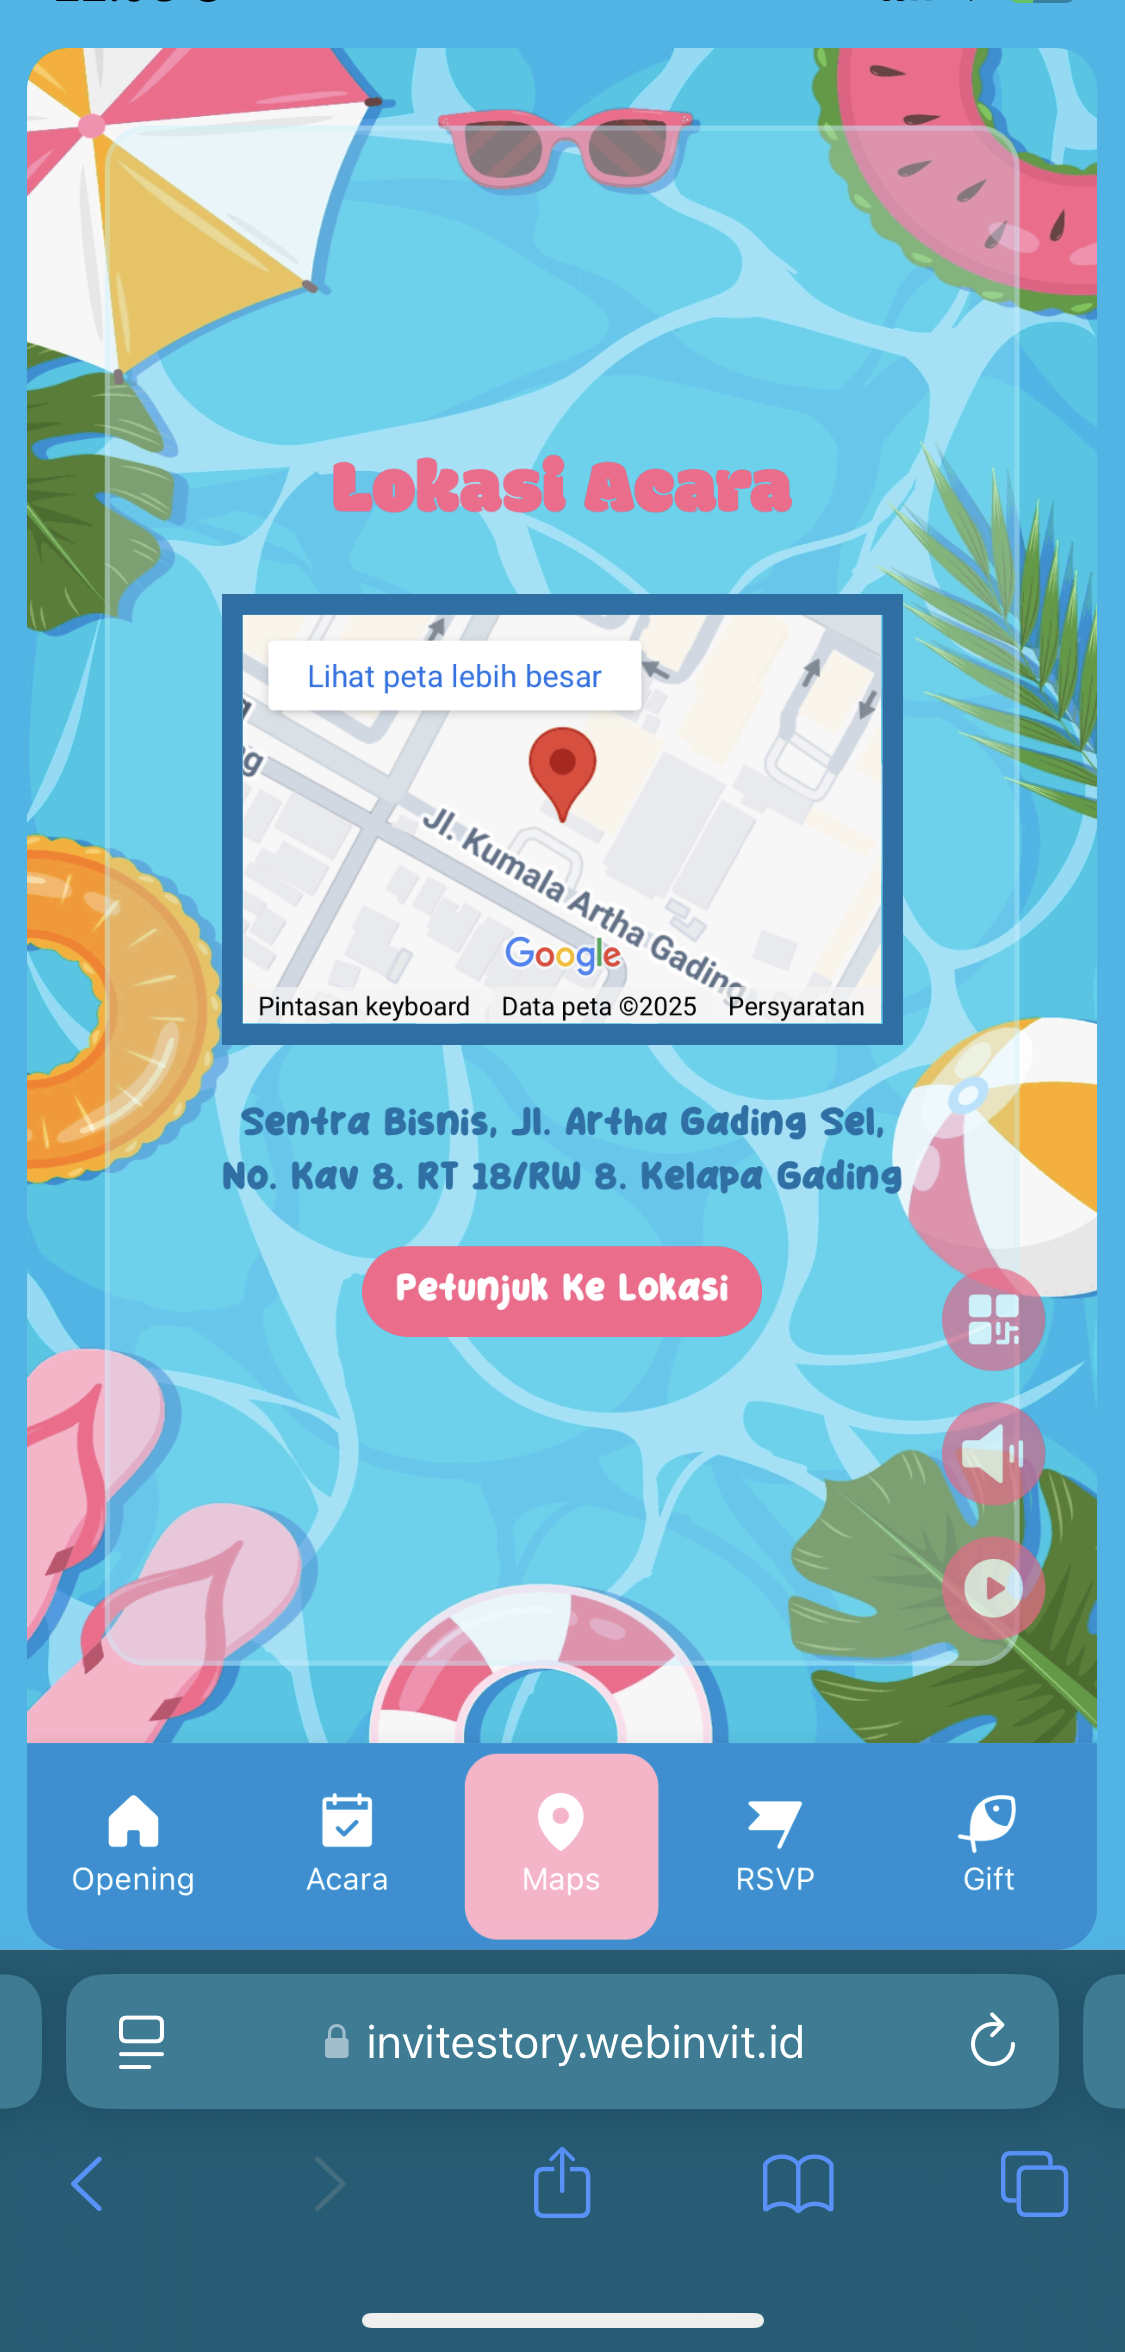 Lokasi Acara
Lihat peta lebih besar
Jl. Kumala Artha Gading
Google
Pintasan keyboard Data peta ©2025 Persyaratan
Sentra Bisnis, Jl. Artha Gading Sel,
No. Kav 8. RT 18/RW 8. Kelapa Gading
Petunjuk Ke Lokasi
Opening Acara Maps RSVP Gift
invitestory.webinvit.id